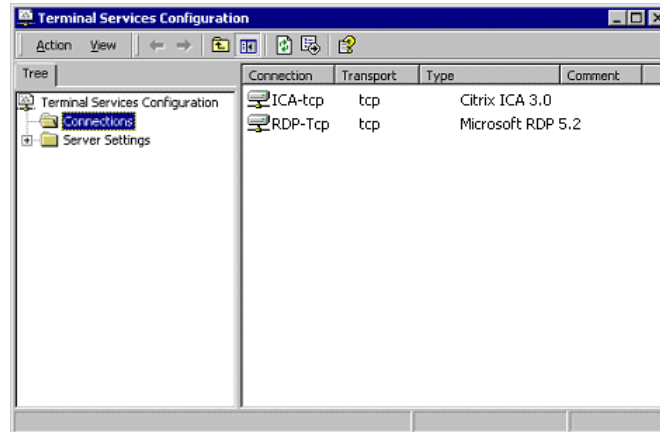 Terminal Services Configuration
Action View
Tree
Connection Transport Type Comment
Terminal Services Configuration
Connections
Server Settings
ICA-tcp tcp Citrix ICA 3.0
RDP-Tcp tcp Microsoft RDP 5.2